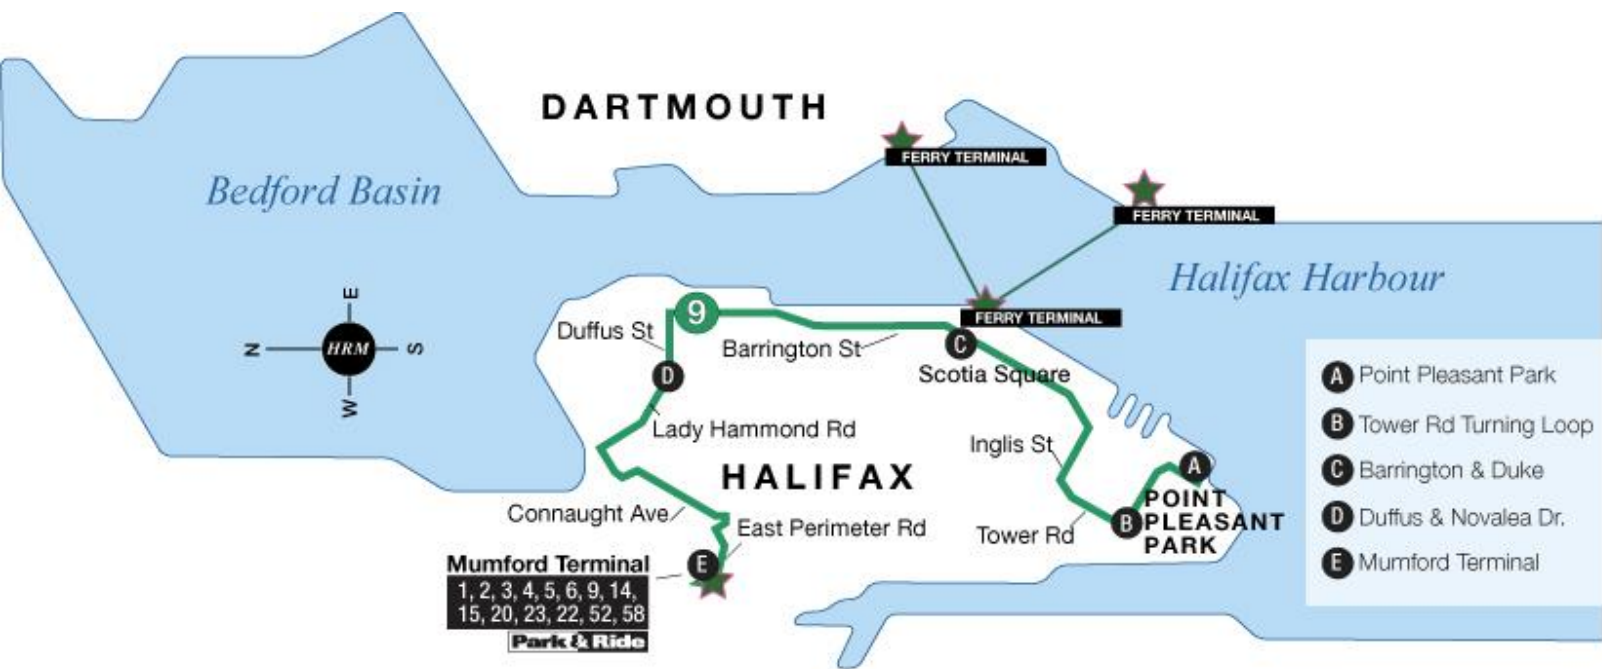 DARTMOUTH
FERRY TERMINAL
Bedford Basin
FERRY TERMINAL
Halifax Harbour
E
N
HRM
S
W
9
FERRY TERMINAL
Duffus St
Barrington St
C
Scotia Square
D
Lady Hammond Rd
Inglis St
HALIFAX
A
POINT
PLEASANT
PARK
B
Connaught Ave
East Perimeter Rd
Tower Rd
Mumford Terminal
E
1, 2, 3, 4, 5, 6, 9, 14,
15, 20, 23, 22, 52, 58
Park & Ride
A Point Pleasant Park
B Tower Rd Turning Loop
C Barrington & Duke
D Duffus & Novalea Dr.
E Mumford Terminal